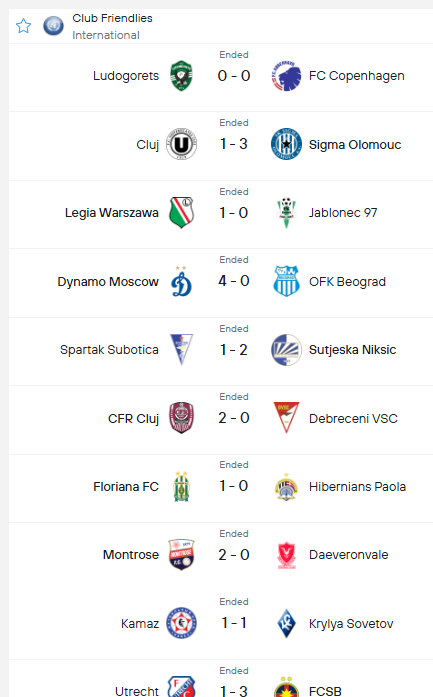 Club Friendlies
International
Ended
Ludogorets 0 - 0 FC Copenhagen
Ended
Cluj 1 - 3 Sigma Olomouc
Ended
Legia Warszawa 1 - 0 Jablonec 97
Ended
Dynamo Moscow 4 - 0 OFK Beograd
Ended
Spartak Subotica 1 - 2 Sutjeska Niksic
Ended
CFR Cluj 2 - 0 Debreceni VSC
Ended
Floriana FC 1 - 0 Hibernians Paola
Ended
Montrose 2 - 0 Daeveronvale
Ended
Kamaz 1 - 1 Krylya Sovetov
Ended
Utrecht 1 - 3 FCSB